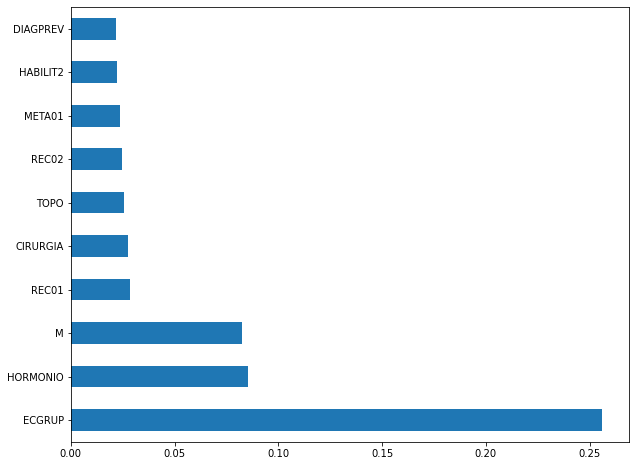 DIAGPREV
HABILIT2
META01
REC02
TOPO
CIRURGIA
REC01
M
HORMONIO
ECGRUP
0.00 0.05 0.10 0.15 0.20 0.25